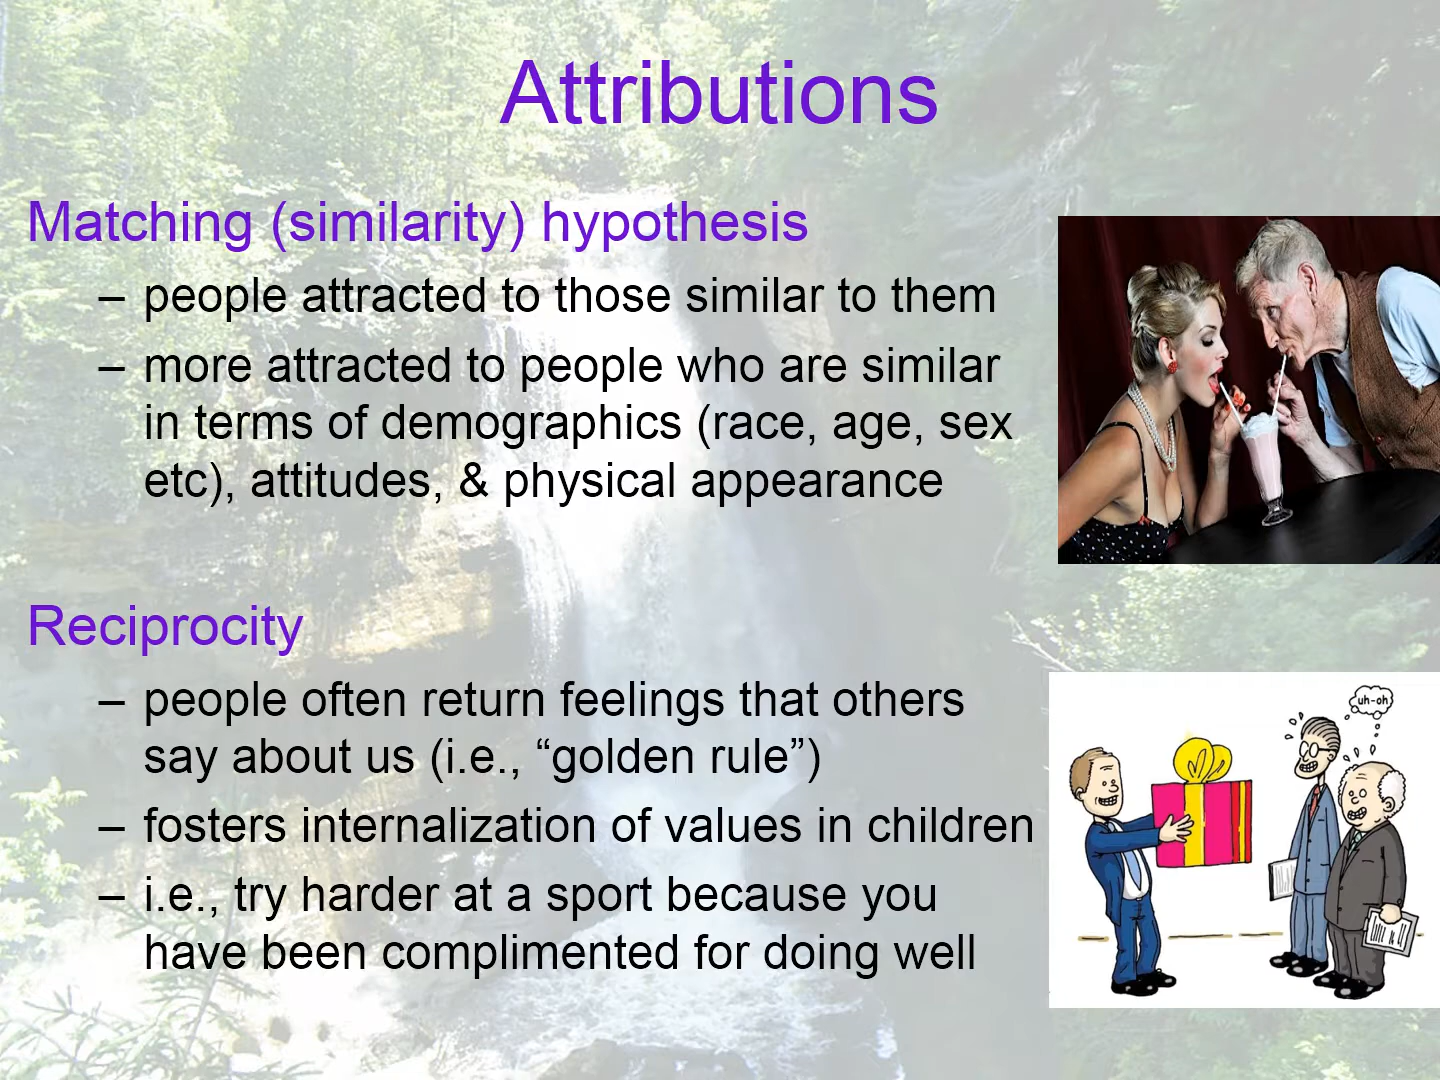 Attributions
Matching (similarity) hypothesis
– people attracted to those similar to them
– more attracted to people who are similar
in terms of demographics (race, age, sex
etc), attitudes, & physical appearance
Reciprocity
– people often return feelings that others
say about us (i.e., “golden rule”)
– fosters internalization of values in children
– i.e., try harder at a sport because you
have been complimented for doing well
uh-oh